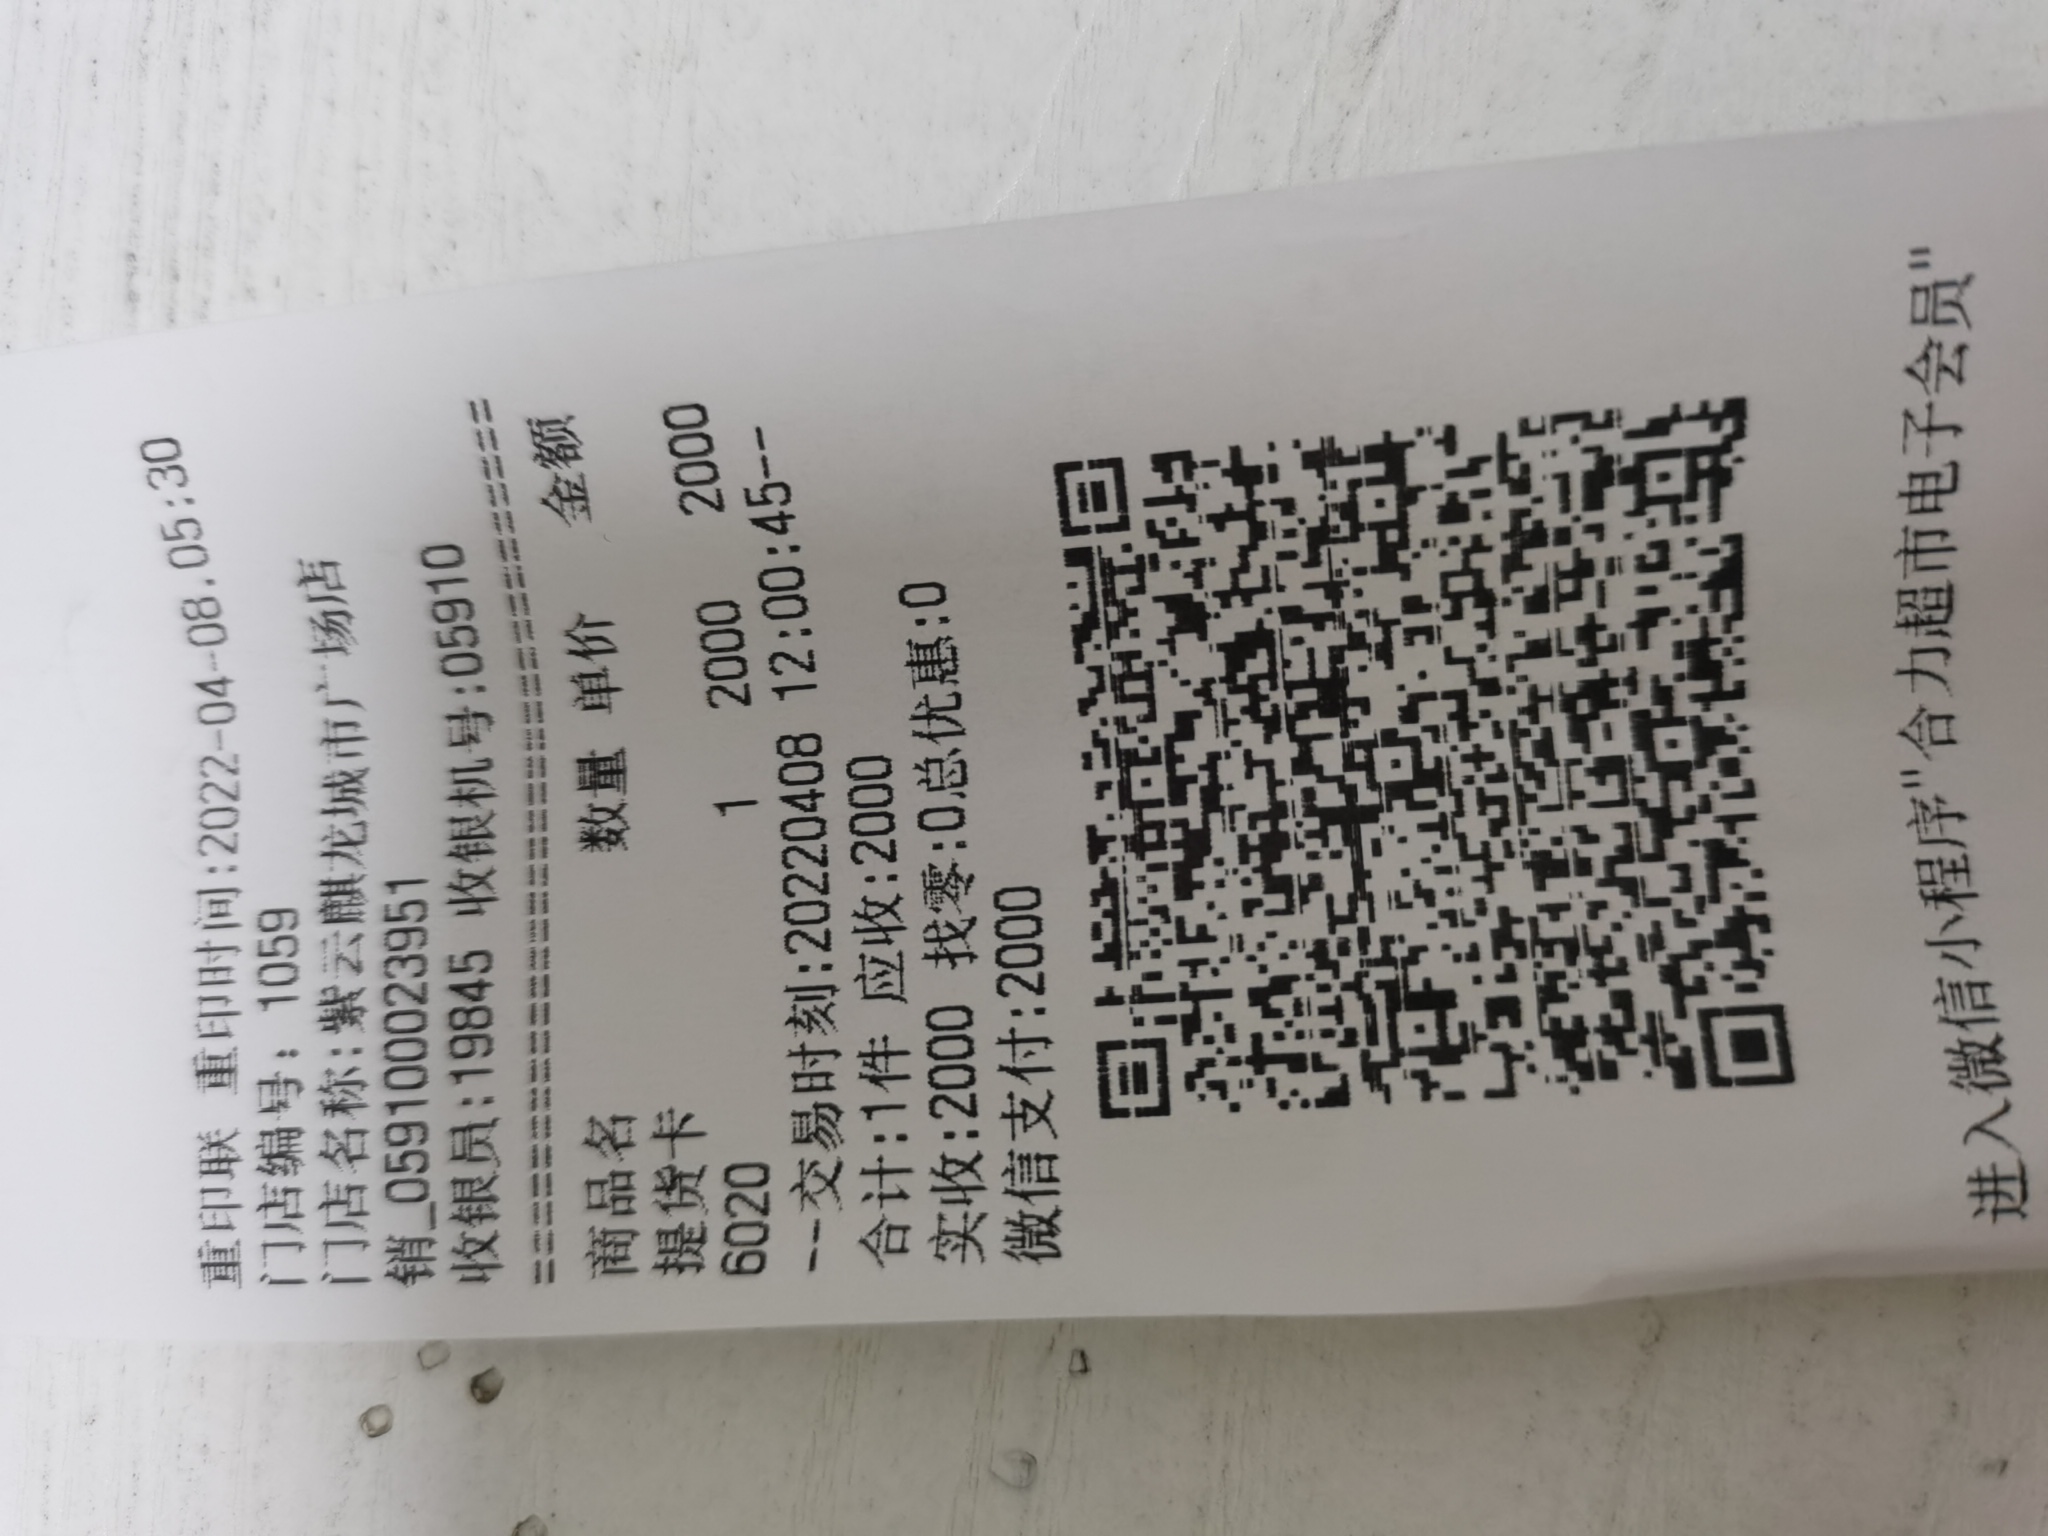 重印联 重印时间:2022-04-08.05:30
门店编号: 1059
门店名称:紫云麒龙城市广场店
销_0591000239​51
收银员:19845 收银机号:05910
================================
商品名 数量 单价 金额
提货卡
6020 1 2000 2000
--交易时刻:20220408 12:00:45--
合计:1件 应收:2000
实收:2000 找零:0总优惠:0
微信支付:2000
进入微信小程序"合力超市电子会员"